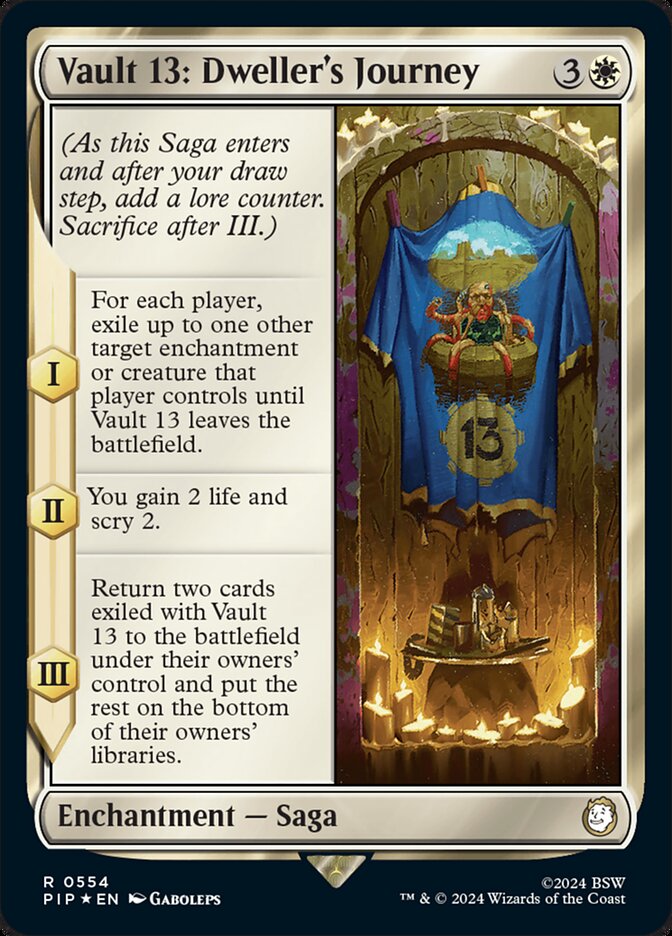 Vault 13: Dweller's Journey 3
(As this Saga enters
and after your draw
step, add a lore counter.
Sacrifice after III.)
I
For each player,
exile up to one other
target enchantment
or creature that
player controls until
Vault 13 leaves the
battlefield.
II
You gain 2 life and
scry 2.
III
Return two cards
exiled with Vault
13 to the battlefield
under their owners'
control and put the
rest on the bottom
of their owners'
libraries.
13
Enchantment — Saga
R 0554
PIP ★ EN Gaboleps
©2024 BSW
™ & © 2024 Wizards of the Coast